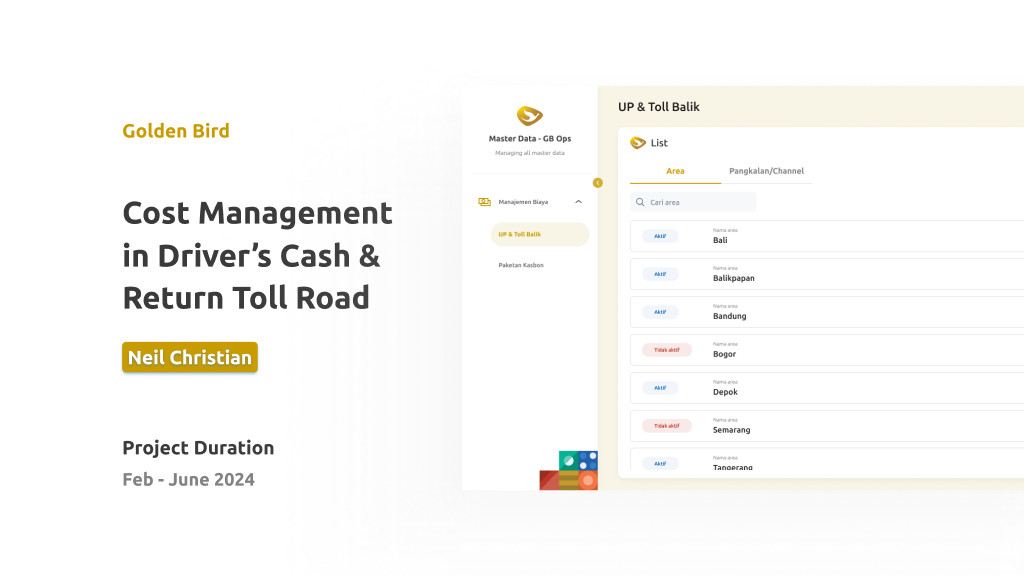 Golden Bird
Cost Management
in Driver's Cash &
Return Toll Road
Neil Christian
Project Duration
Feb - June 2024
Master Data - GB Ops
Managing all master data
Manajemen Biaya
UP & Toll Balik
Paketan Kasbon
UP & Toll Balik
List
Area
Pangkalan/Channel
Cari area
Aktif
Nama area
Bali
Aktif
Nama area
Balikpapan
Aktif
Nama area
Bandung
Tidak aktif
Nama area
Bogor
Aktif
Nama area
Depok
Tidak aktif
Nama area
Semarang
Aktif
Nama area
Tangerang